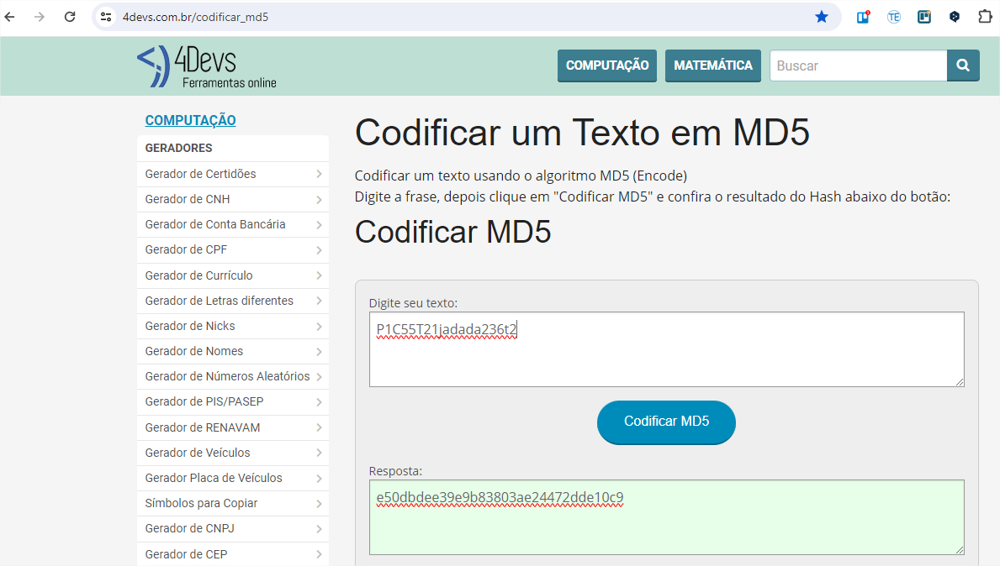 4devs.com.br/codificar_md5
TE
4Devs
Ferramentas online
COMPUTAÇÃO
MATEMÁTICA
Buscar
COMPUTAÇÃO
GERADORES
Gerador de Certidões
Gerador de CNH
Gerador de Conta Bancária
Gerador de CPF
Gerador de Currículo
Gerador de Letras diferentes
Gerador de Nicks
Gerador de Nomes
Gerador de Números Aleatórios
Gerador de PIS/PASEP
Gerador de RENAVAM
Gerador de Veículos
Gerador Placa de Veículos
Símbolos para Copiar
Gerador de CNPJ
Gerador de CEP
Codificar um Texto em MD5
Codificar um texto usando o algoritmo MD5 (Encode)
Digite a frase, depois clique em "Codificar MD5" e confira o resultado do Hash abaixo do botão:
Codificar MD5
Digite seu texto:
P1C55T21jadada236t2
Codificar MD5
Resposta:
e50dbdee39e9b83803ae24472dde10c9